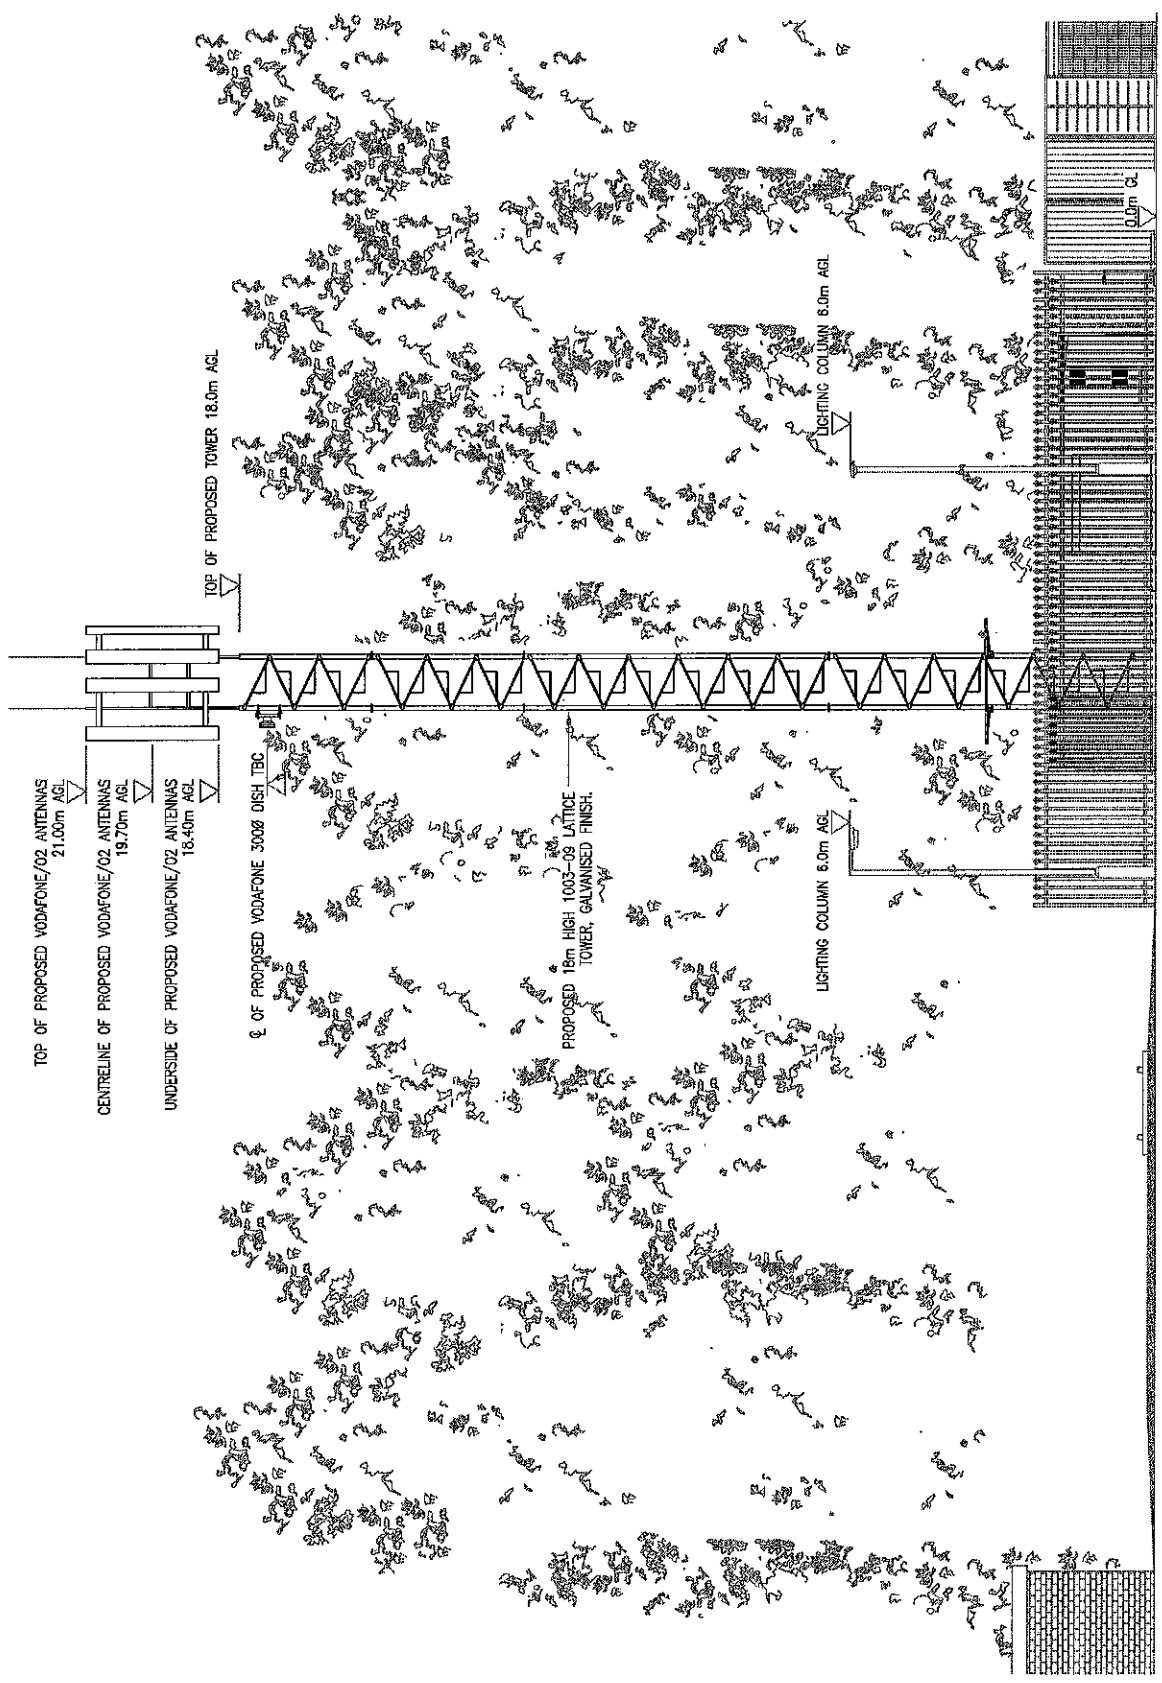 TOP OF PROPOSED VODAFONE/O2 ANTENNAS
21.00m AGL
CENTRELINE OF PROPOSED VODAFONE/O2 ANTENNAS
19.70m AGL
UNDERSIDE OF PROPOSED VODAFONE/O2 ANTENNAS
18.40m AGL
TOP OF PROPOSED TOWER 18.0m AGL
℄ OF PROPOSED VODAFONE 300Ø DISH TBC
PROPOSED 18m HIGH 1003-09 LATTICE
TOWER, GALVANISED FINISH.
LIGHTING COLUMN 6.0m AGL
LIGHTING COLUMN 6.0m AGL
0.0m GL